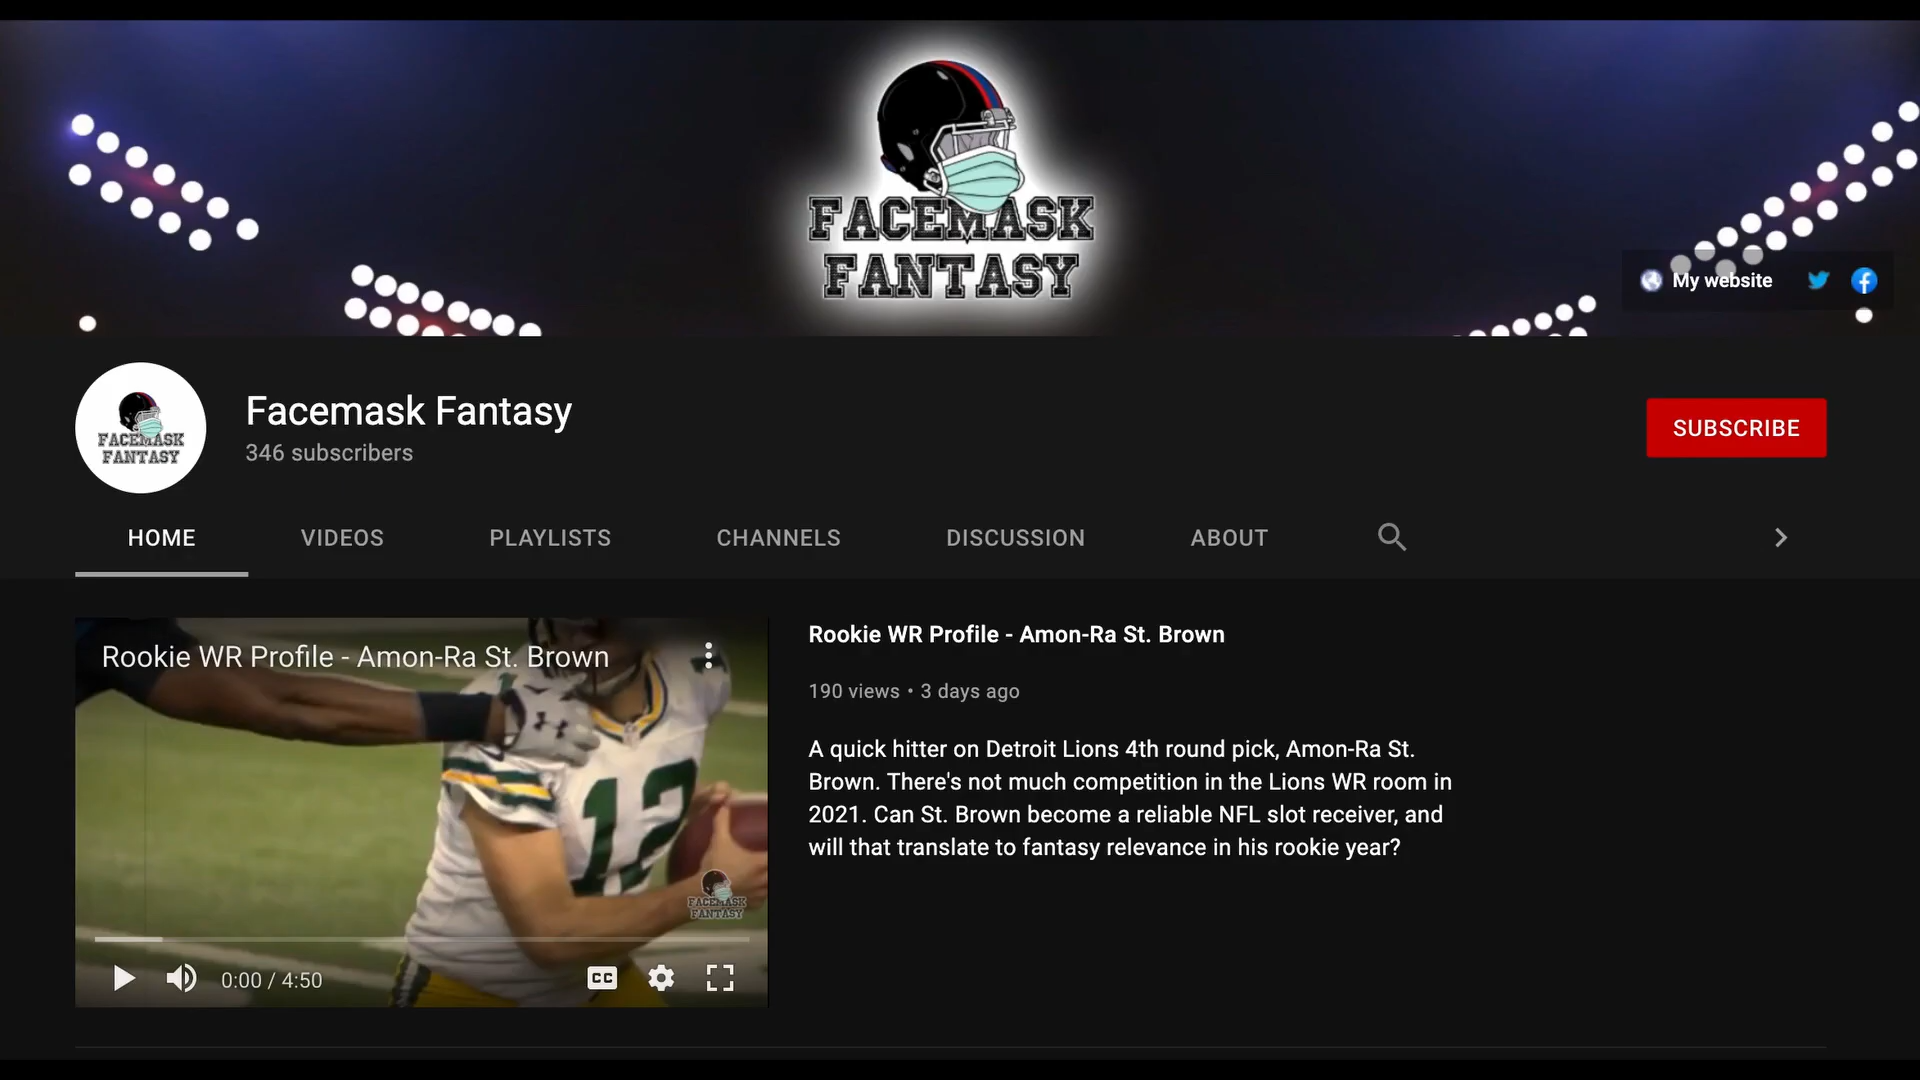 FACEMASK
FANTASY
My website
FACEMASK
FANTASY
Facemask Fantasy
346 subscribers
SUBSCRIBE
HOME
VIDEOS
PLAYLISTS
CHANNELS
DISCUSSION
ABOUT
Rookie WR Profile - Amon-Ra St. Brown
12
FACEMASK
FANTASY
0:00 / 4:50
CC
Rookie WR Profile - Amon-Ra St. Brown
190 views • 3 days ago
A quick hitter on Detroit Lions 4th round pick, Amon-Ra St.
Brown. There's not much competition in the Lions WR room in
2021. Can St. Brown become a reliable NFL slot receiver, and
will that translate to fantasy relevance in his rookie year?